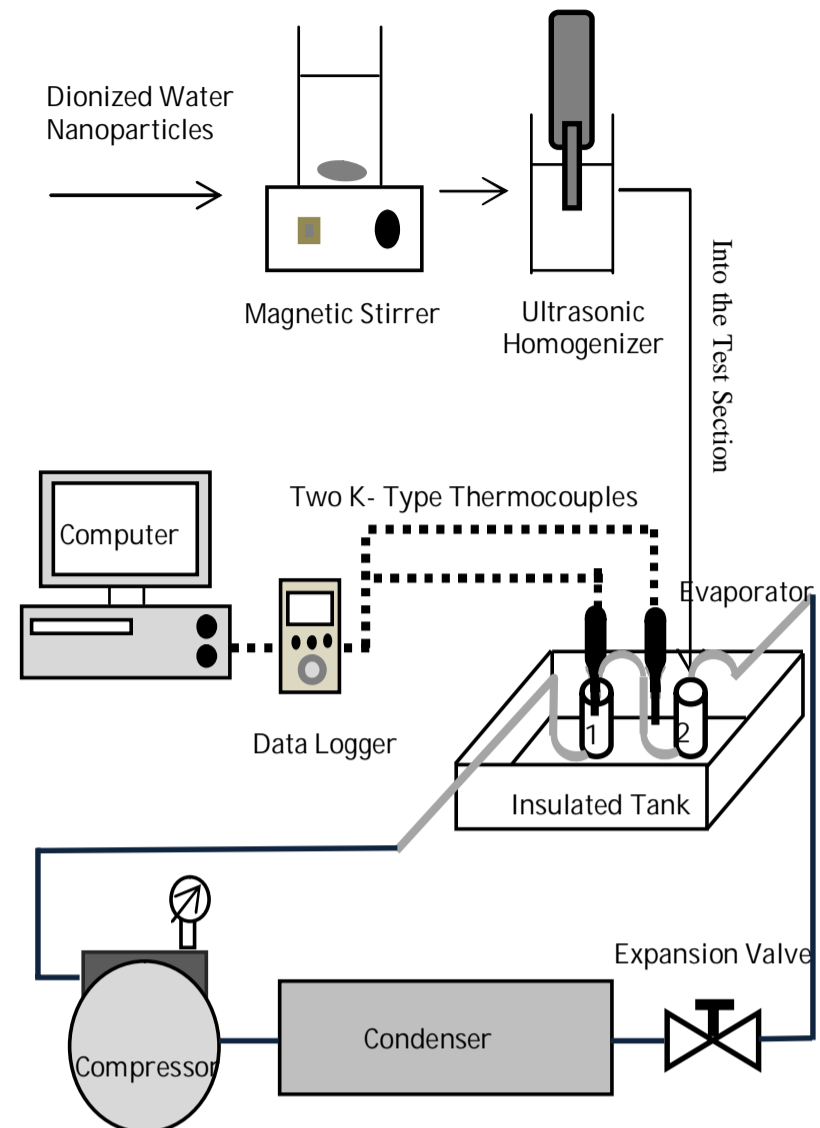 Dionized Water
Nanoparticles
Magnetic Stirrer
Ultrasonic
Homogenizer
Into the Test Section
Two K- Type Thermocouples
Computer
Evaporator
Data Logger
1
2
Insulated Tank
Expansion Valve
Condenser
Compressor